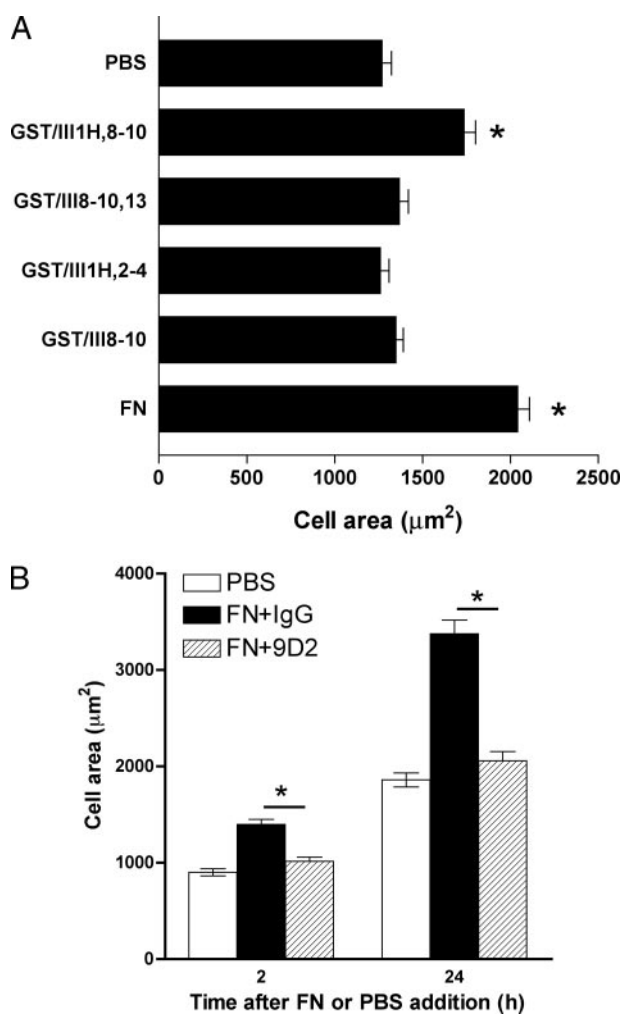 A
PBS
GST/III1H,8-10
*
GST/III8-10,13
GST/III1H,2-4
GST/III8-10
FN
*
0 500 1000 1500 2000 2500
Cell area (μm²)
B
4000
3000
2000
1000
0
Cell area (μm²)
PBS
FN+IgG
FN+9D2
*
*
2 24
Time after FN or PBS addition (h)